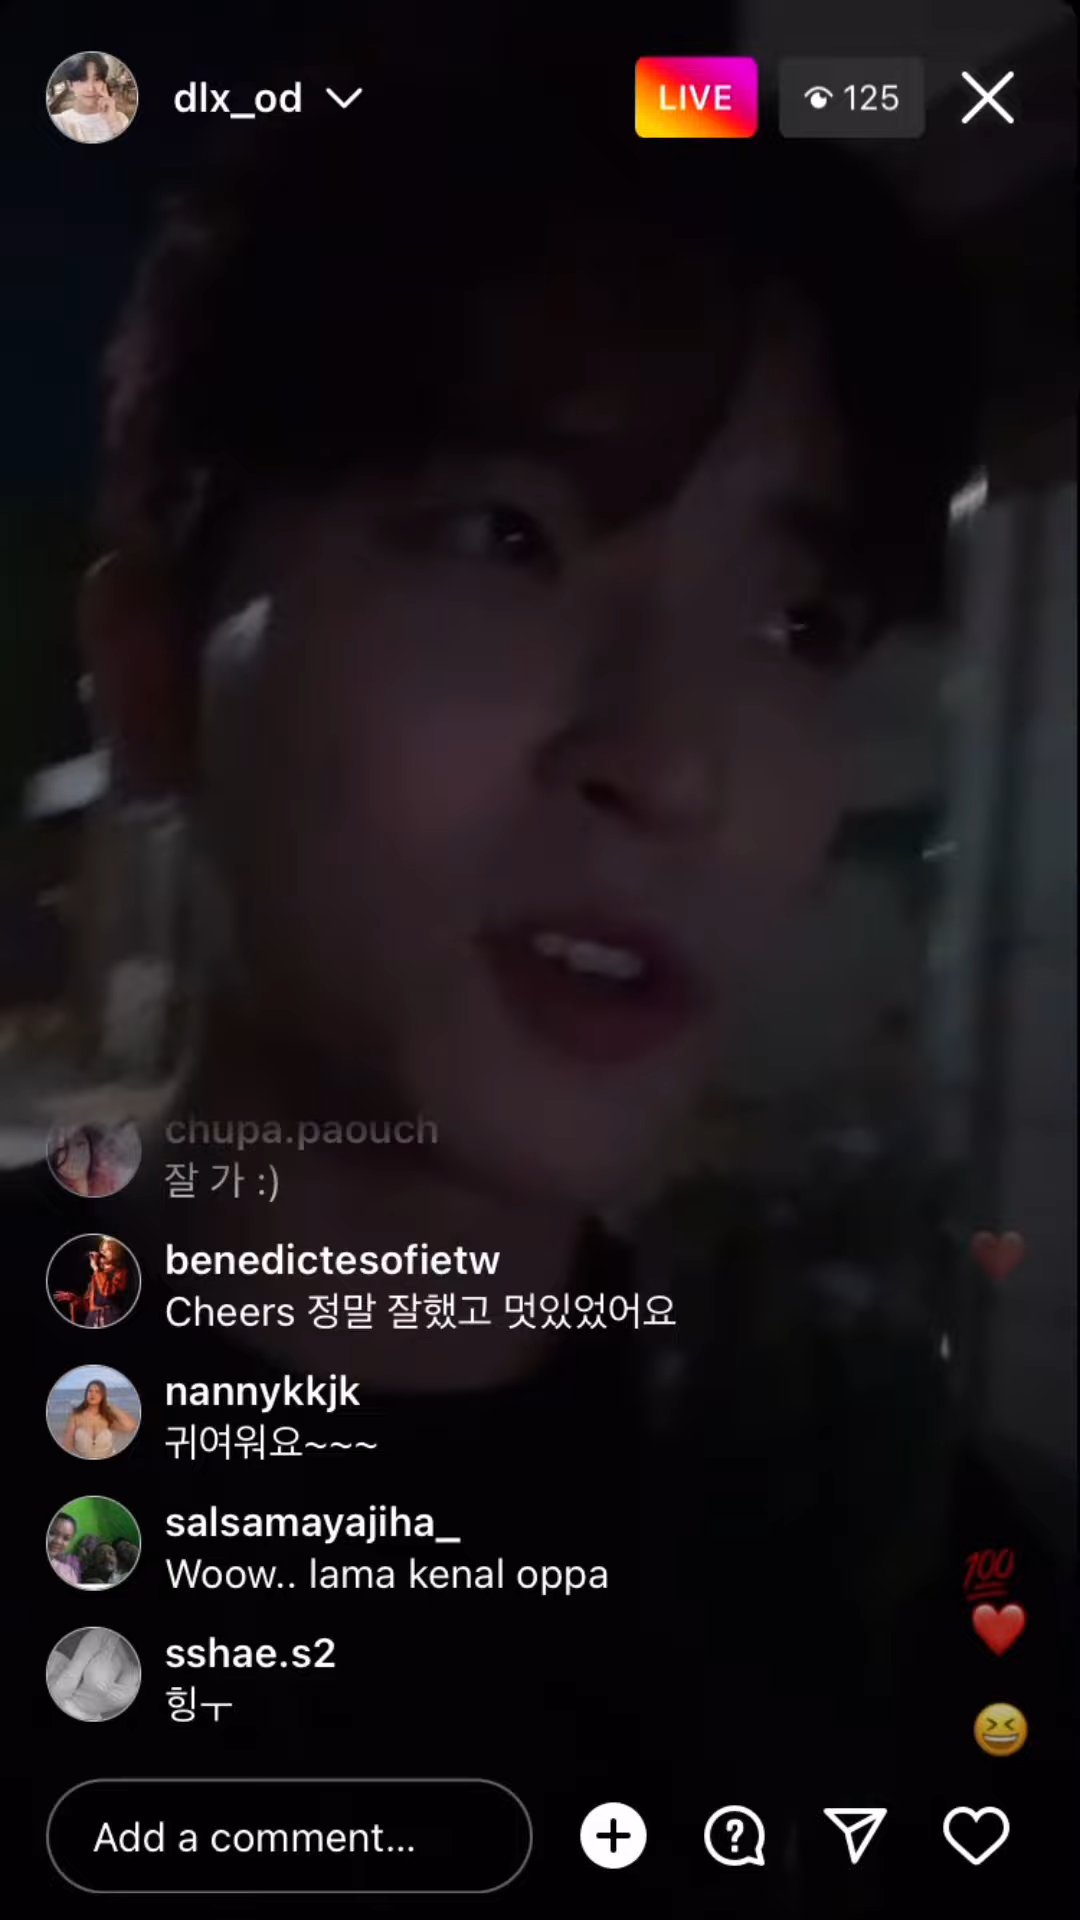 dlx_od
LIVE
125
chupa.paouch
잘 가 :)
benedictesofietw
Cheers 정말 잘했고 멋있었어요
nannykkjk
귀여워요~~~
salsamayajiha_
Woow.. lama kenal oppa
💯
sshae.s2
힝ㅜ
Add a comment...